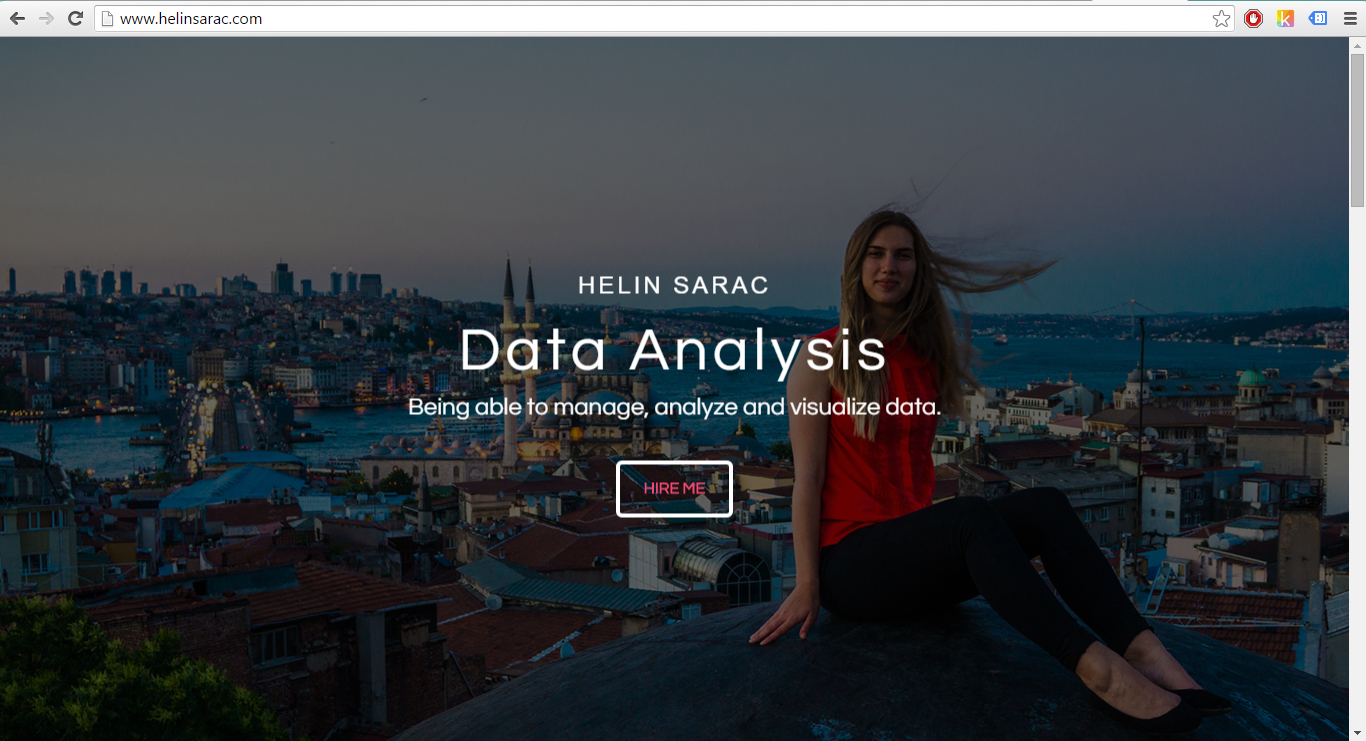 www.helinsarac.com
HELIN SARAC
Data Analysis
Being able to manage, analyze and visualize data.
HIRE ME